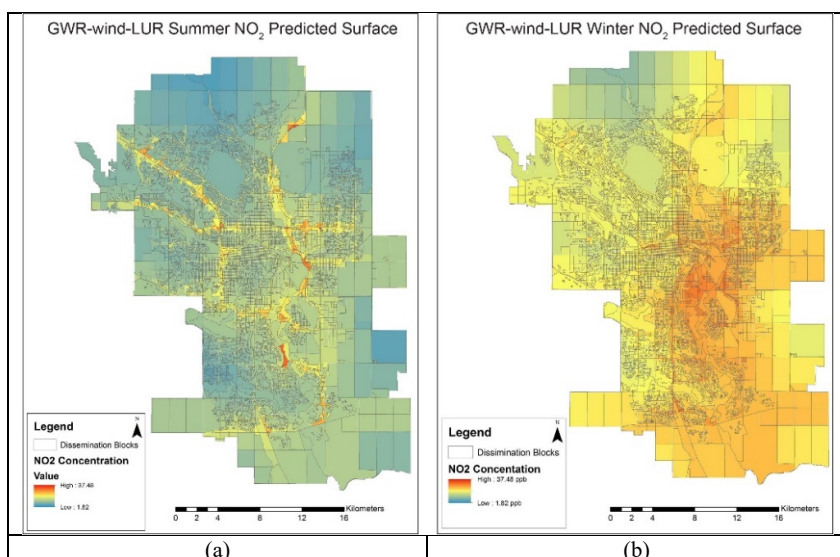 GWR-wind-LUR Summer NO₂ Predicted Surface
Legend
Dissemination Blocks
NO2 Concentration
Value
High : 37.48
Low : 1.82
N
Kilometers
0 2 4 8 12 16
(a)
GWR-wind-LUR Winter NO₂ Predicted Surface
Legend
Dissimination Blocks
NO2 Concentation
High : 37.48 ppb
Low : 1.82 ppb
N
Kilometers
0 2 4 8 12 16
(b)